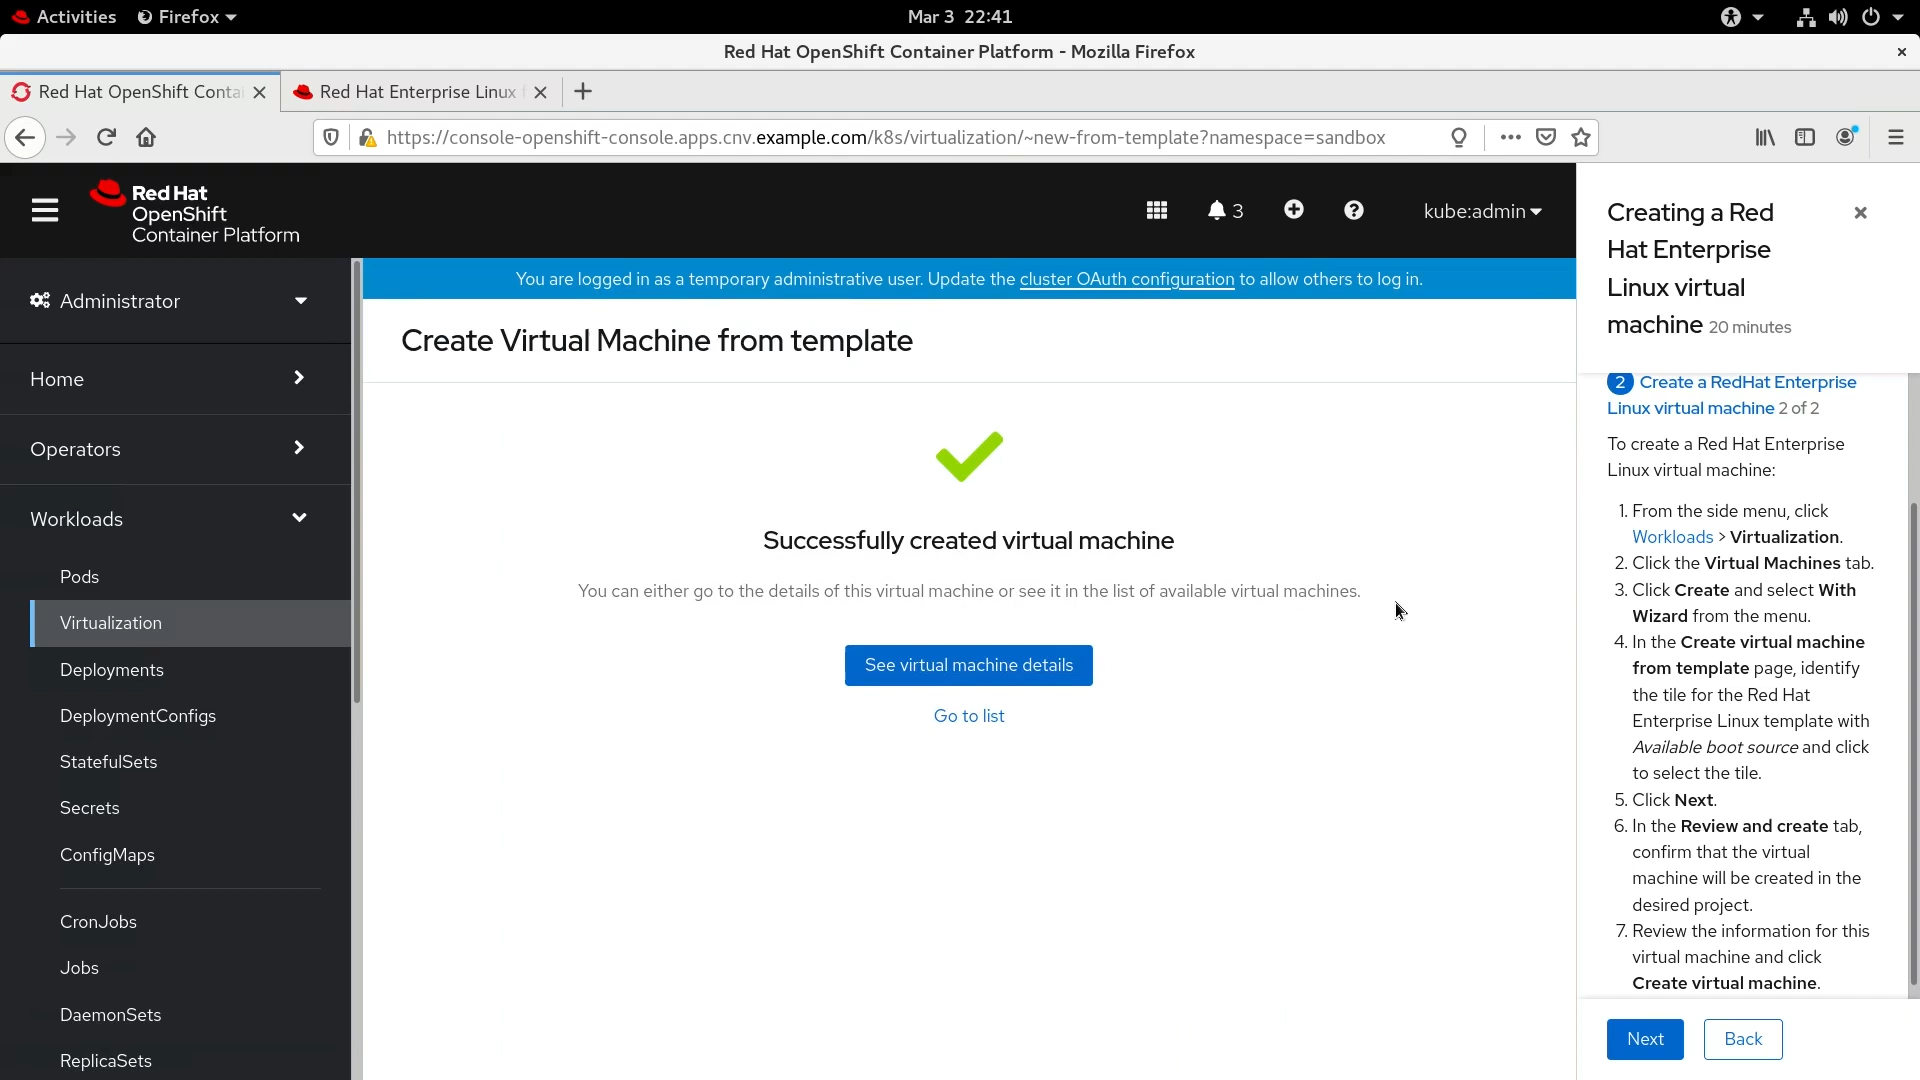 Activities Firefox Mar 3 22:41
Red Hat OpenShift Container Platform - Mozilla Firefox
Red Hat OpenShift Contai Red Hat Enterprise Linux f
https://console-openshift-console.apps.cnv.example.com/k8s/virtualization/~new-from-template?namespace=sandbox
Red Hat
OpenShift
Container Platform
3
kube:admin
You are logged in as a temporary administrative user. Update the cluster OAuth configuration to allow others to log in.
Administrator
Home
Operators
Workloads
Pods
Virtualization
Deployments
DeploymentConfigs
StatefulSets
Secrets
ConfigMaps
CronJobs
Jobs
DaemonSets
ReplicaSets
Create Virtual Machine from template
Successfully created virtual machine
You can either go to the details of this virtual machine or see it in the list of available virtual machines.
See virtual machine details
Go to list
Creating a Red
Hat Enterprise
Linux virtual
machine 20 minutes
2 Create a RedHat Enterprise
Linux virtual machine 2 of 2
To create a Red Hat Enterprise
Linux virtual machine:
1. From the side menu, click
Workloads > Virtualization.
2. Click the Virtual Machines tab.
3. Click Create and select With
Wizard from the menu.
4. In the Create virtual machine
from template page, identify
the tile for the Red Hat
Enterprise Linux template with
Available boot source and click
to select the tile.
5. Click Next.
6. In the Review and create tab,
confirm that the virtual
machine will be created in the
desired project.
7. Review the information for this
virtual machine and click
Create virtual machine.
Next Back